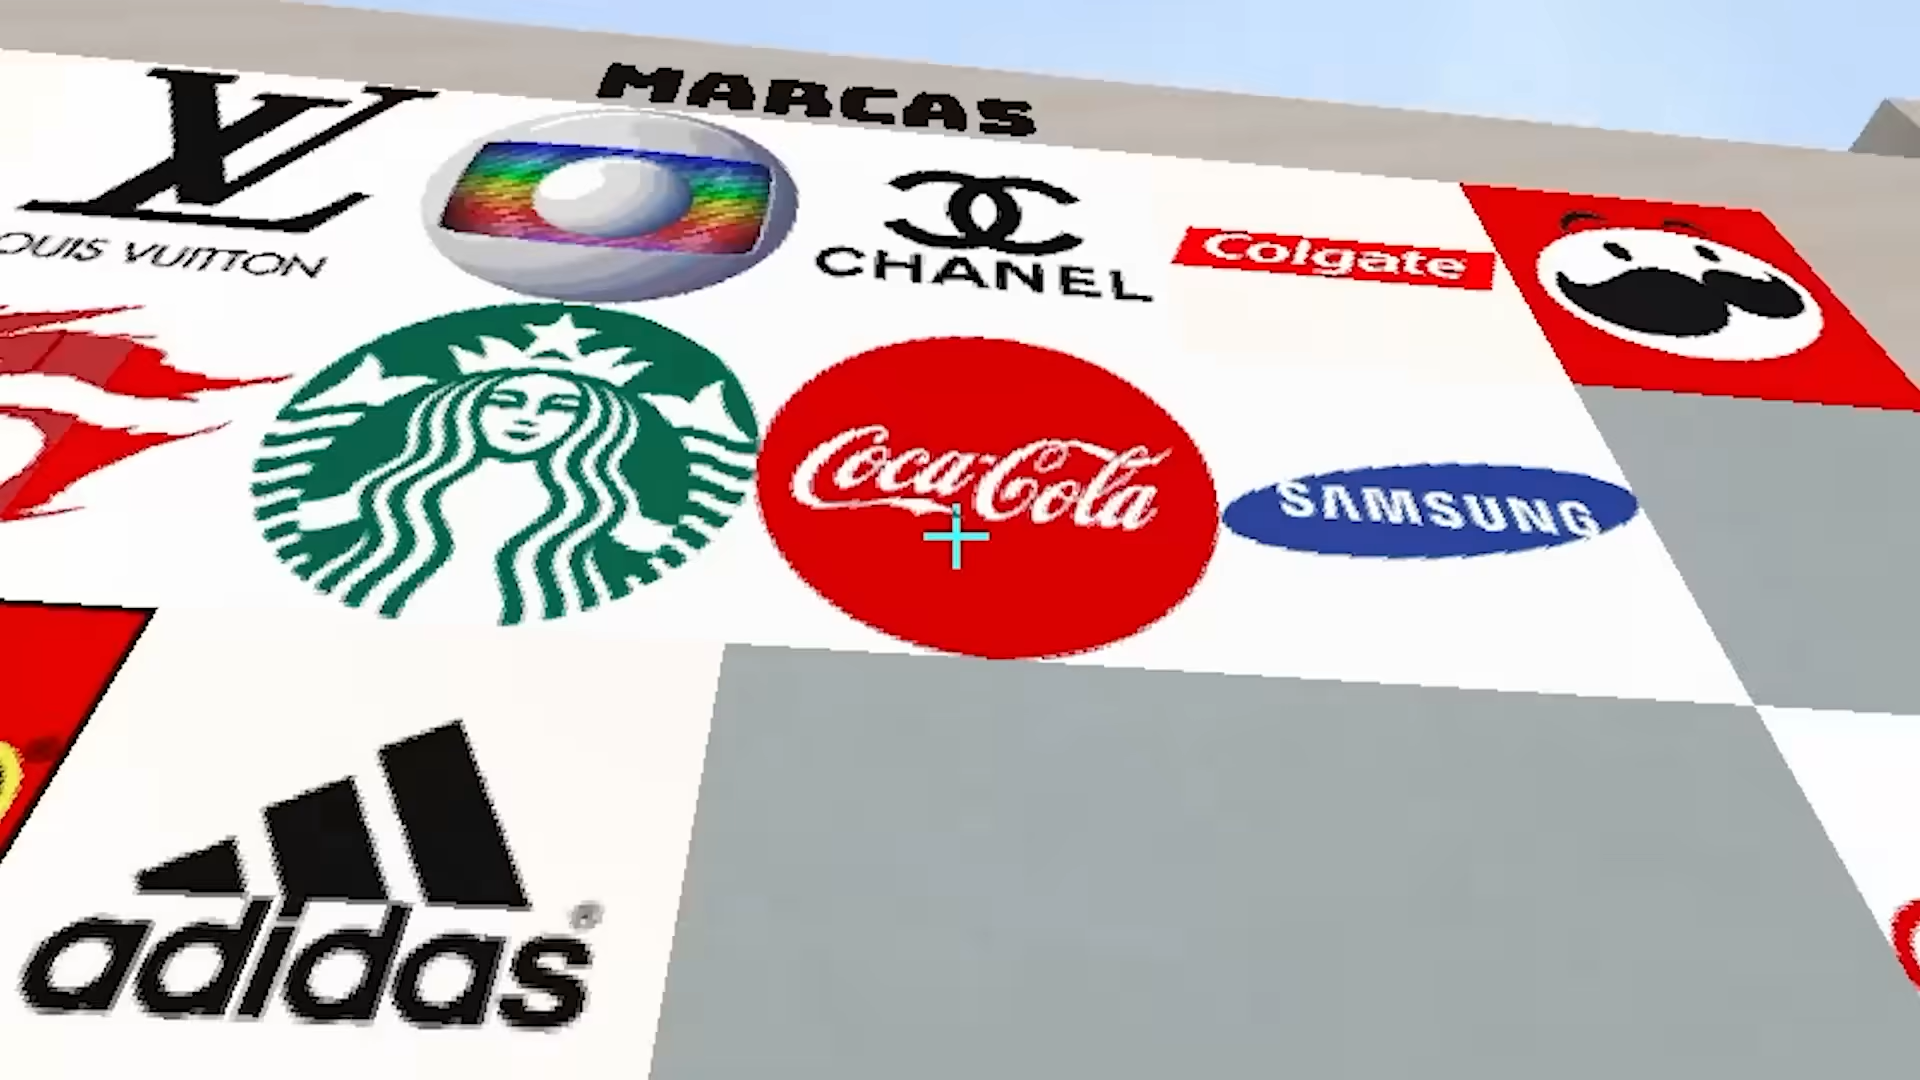 MARCAS
LOUIS VUITTON
CHANEL
Colgate
Coca-Cola
SAMSUNG
adidas